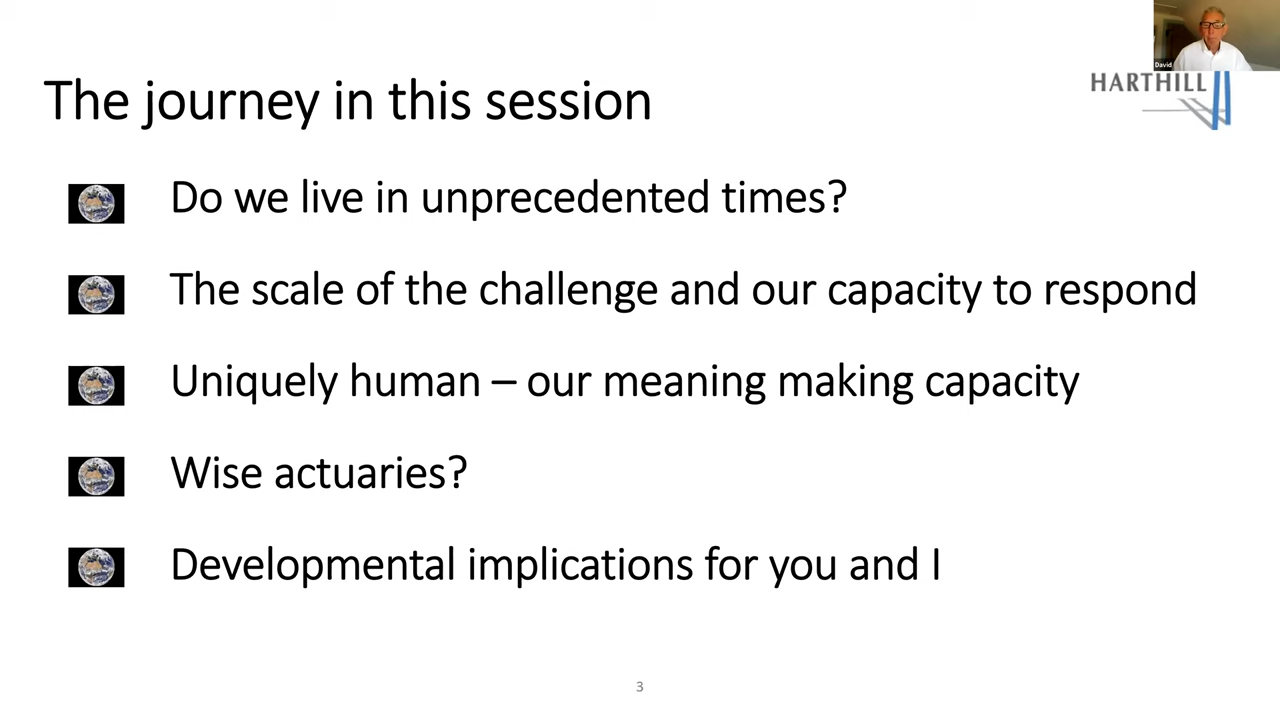 David
HARTHILL
The journey in this session
Do we live in unprecedented times?
The scale of the challenge and our capacity to respond
Uniquely human – our meaning making capacity
Wise actuaries?
Developmental implications for you and I
3